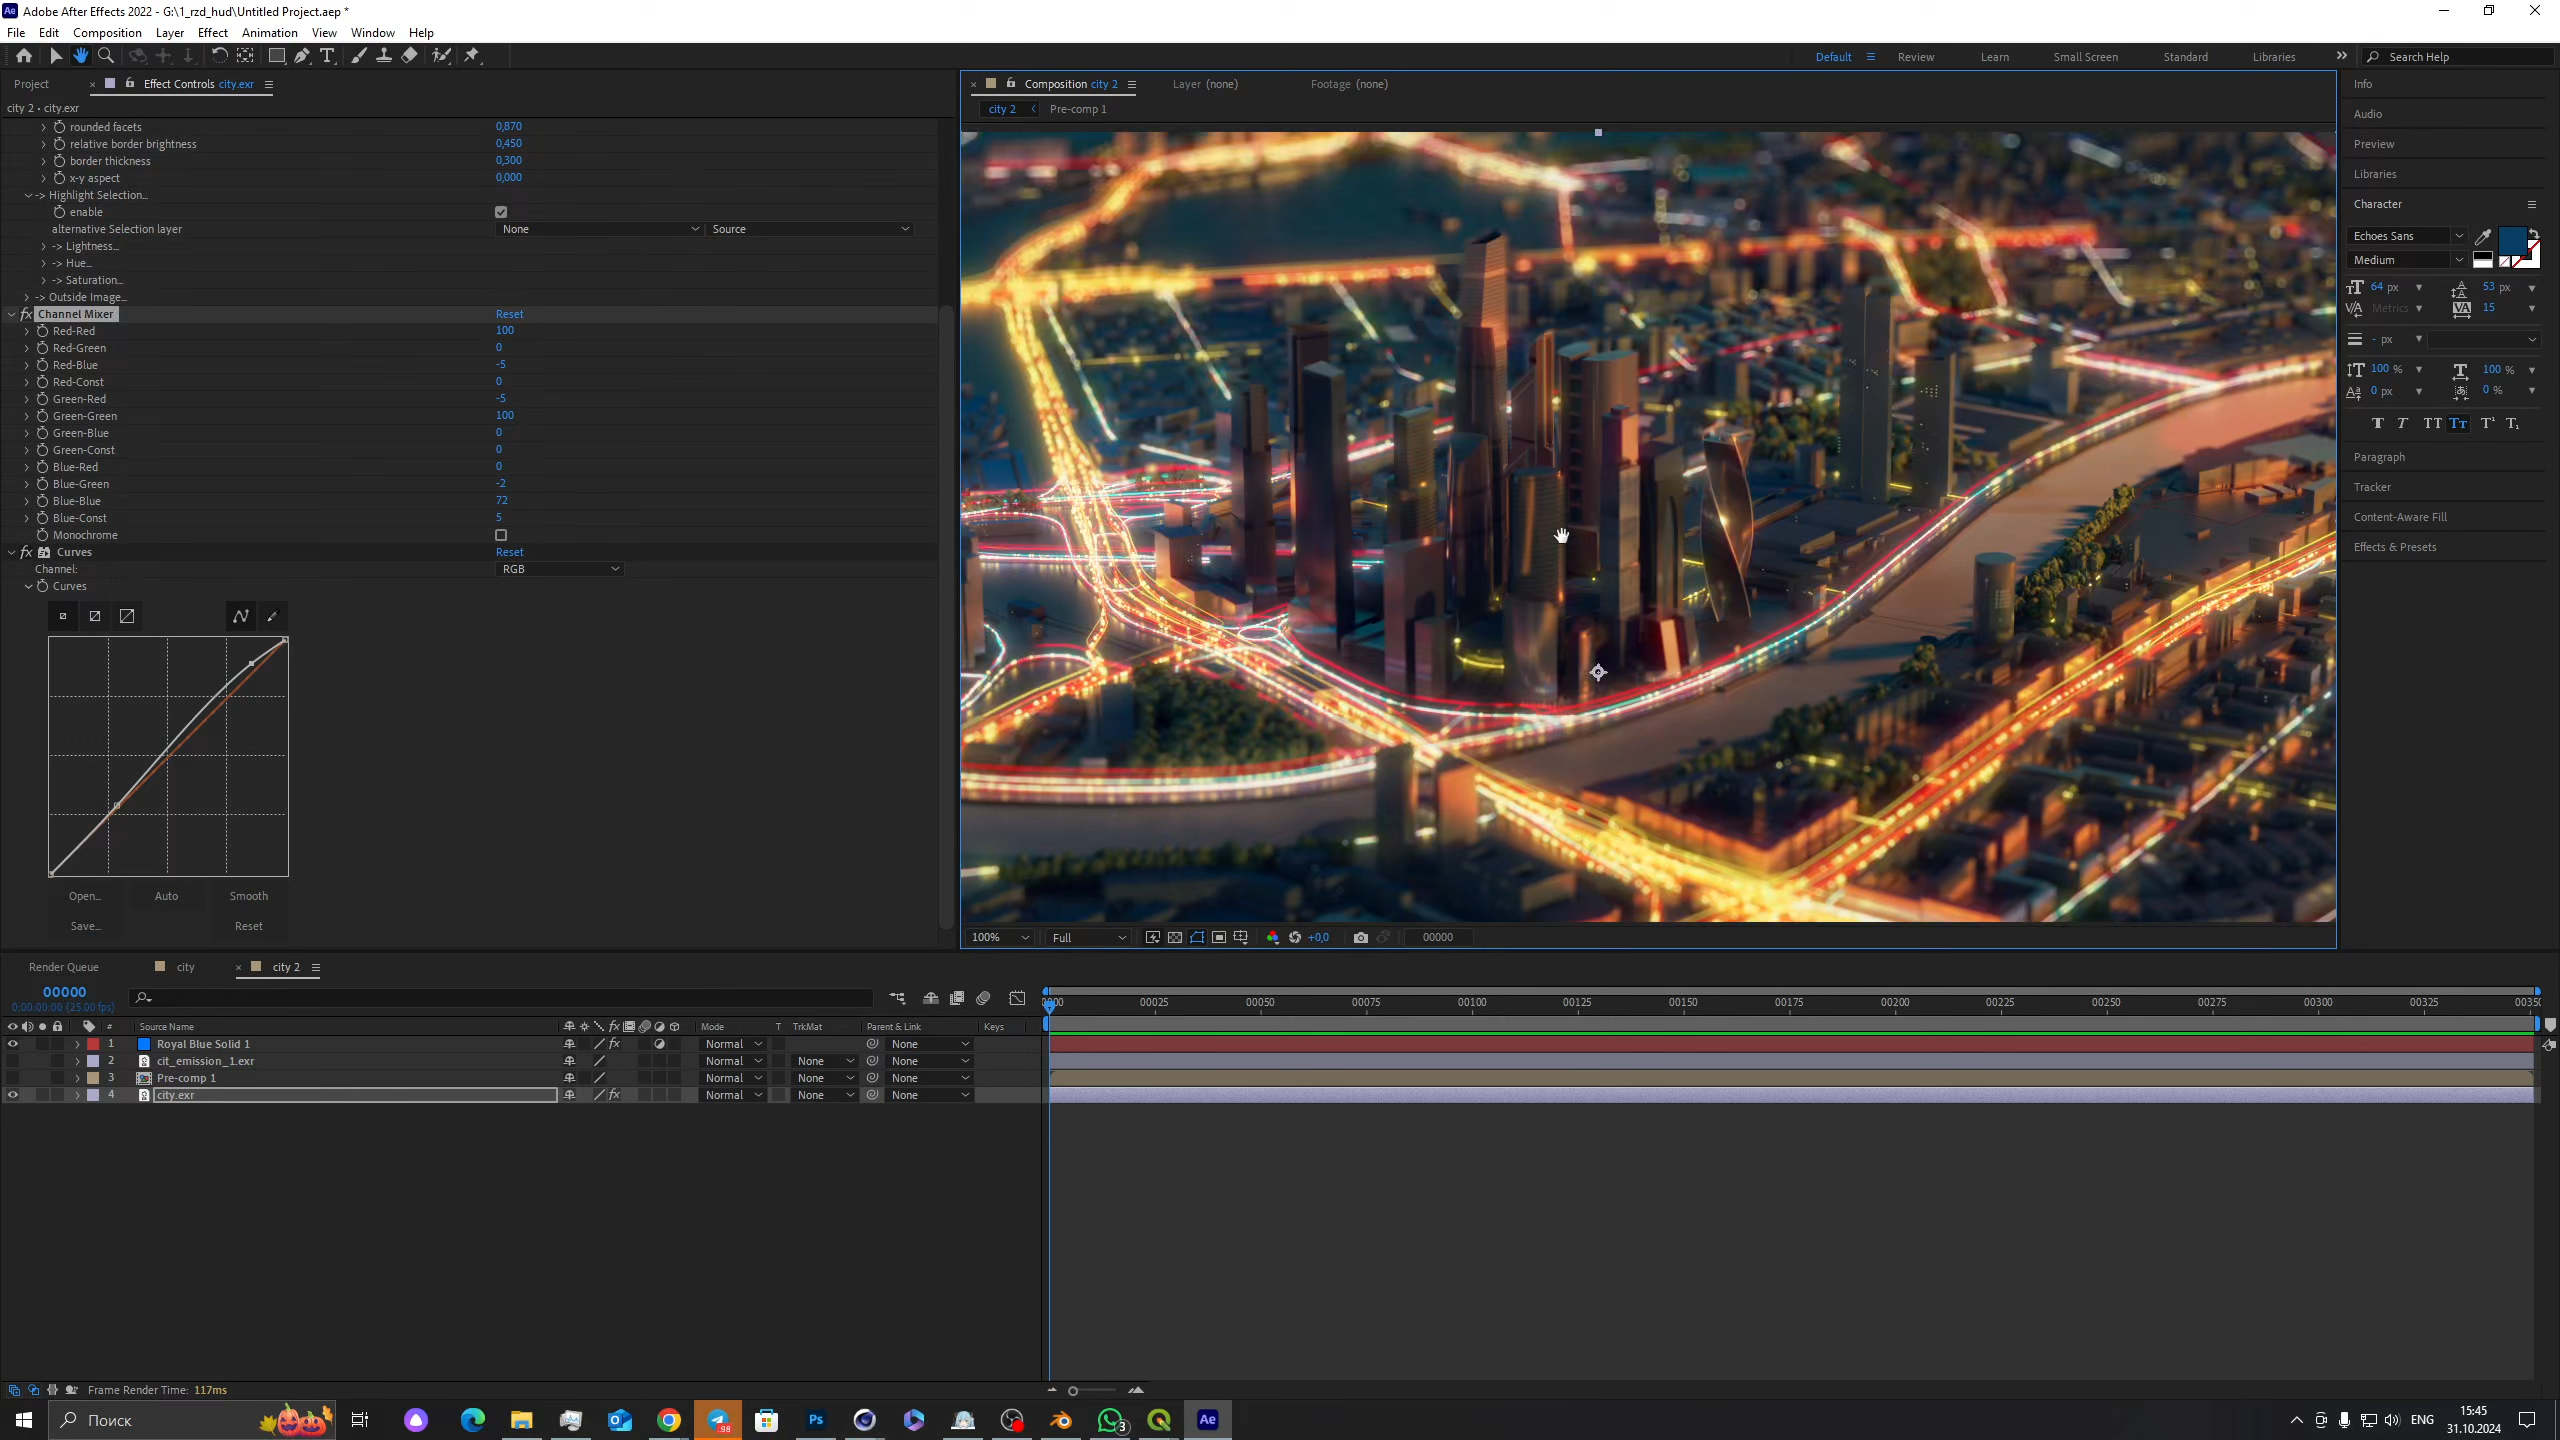 Adobe After Effects 2022 - G:\1_rzd_hud\Untitled Project.aep *
File Edit Composition Layer Effect Animation View Window Help
Default Review Learn Small Screen Standard Libraries Search Help
Project Effect Controls city.exr
city 2 • city.exr
rounded facets 0,870
relative border brightness 0,450
border thickness 0,300
x-y aspect 0,000
-> Highlight Selection...
enable
alternative Selection layer None Source
-> Lightness...
-> Hue...
-> Saturation...
-> Outside Image...
fx Channel Mixer Reset
Red-Red 100
Red-Green 0
Red-Blue -5
Red-Const 0
Green-Red -5
Green-Green 100
Green-Blue 0
Green-Const 0
Blue-Red 0
Blue-Green -2
Blue-Blue 72
Blue-Const 5
Monochrome
fx Curves Reset
Channel: RGB
Curves
Open... Auto Smooth
Save... Reset
Composition city 2 Layer (none) Footage (none)
city 2 Pre-comp 1
100% Full +0,0 00000
Info
Audio
Preview
Libraries
Character
Echoes Sans
Medium
64 px 53 px
Metrics 15
- px
100 % 100 %
0 px 0 %
Paragraph
Tracker
Content-Aware Fill
Effects & Presets
Render Queue city city 2
00000
0:00:00:00 (25.00 fps)
0000 00025 00050 00075 00100 00125 00150 00175 00200 00225 00250 00275 00300 00325 0035
# Source Name Mode T TrkMat Parent & Link Keys
1 Royal Blue Solid 1 fx Normal None
2 cit_emission_1.exr Normal None None
3 Pre-comp 1 Normal None None
4 city.exr fx Normal None None
Frame Render Time: 117ms
Поиск 98 Ps 3 Ae ENG 15:45
31.10.2024